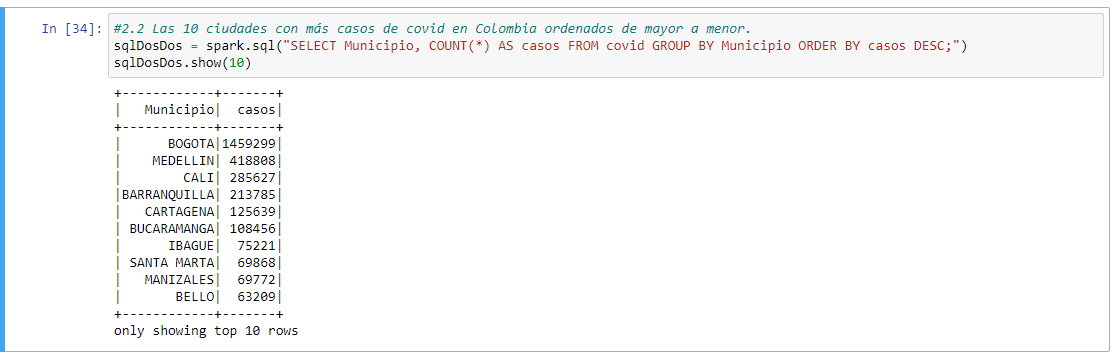 In [34]: #2.2 Las 10 ciudades con más casos de covid en Colombia ordenados de mayor a menor.
sqlDosDos = spark.sql("SELECT Municipio, COUNT(*) AS casos FROM covid GROUP BY Municipio ORDER BY casos DESC;")
sqlDosDos.show(10)
+------------+-------+
|   Municipio|  casos|
+------------+-------+
|      BOGOTA|1459299|
|    MEDELLIN| 418808|
|        CALI| 285627|
|BARRANQUILLA| 213785|
|   CARTAGENA| 125639|
| BUCARAMANGA| 108456|
|      IBAGUE|  75221|
| SANTA MARTA|  69868|
|   MANIZALES|  69772|
|       BELLO|  63209|
+------------+-------+
only showing top 10 rows